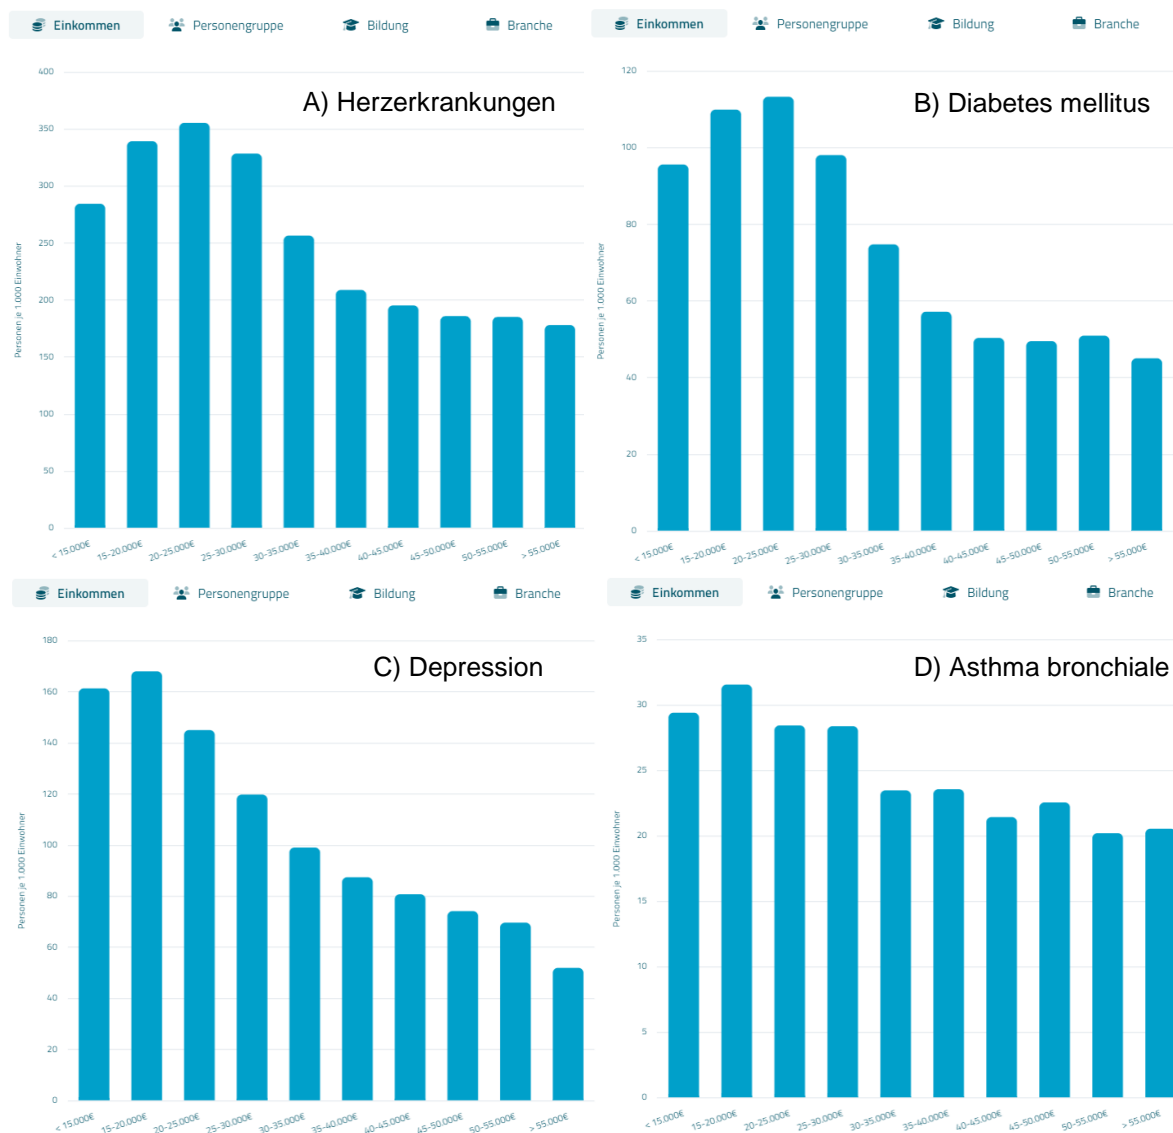 Einkommen Personengruppe Bildung Branche
A) Herzerkrankungen
Personen je 1.000 Einwohner
400
350
300
250
200
150
100
50
0
< 15.000€ 15-20.000€ 20-25.000€ 25-30.000€ 30-35.000€ 35-40.000€ 40-45.000€ 45-50.000€ 50-55.000€ > 55.000€
Einkommen Personengruppe Bildung Branche
B) Diabetes mellitus
Personen je 1.000 Einwohner
120
100
80
60
40
20
0
< 15.000€ 15-20.000€ 20-25.000€ 25-30.000€ 30-35.000€ 35-40.000€ 40-45.000€ 45-50.000€ 50-55.000€ > 55.000€
Einkommen Personengruppe Bildung Branche
C) Depression
Personen je 1.000 Einwohner
180
160
140
120
100
80
60
40
20
0
< 15.000€ 15-20.000€ 20-25.000€ 25-30.000€ 30-35.000€ 35-40.000€ 40-45.000€ 45-50.000€ 50-55.000€ > 55.000€
Einkommen Personengruppe Bildung Branche
D) Asthma bronchiale
Personen je 1.000 Einwohner
35
30
25
20
15
10
5
0
< 15.000€ 15-20.000€ 20-25.000€ 25-30.000€ 30-35.000€ 35-40.000€ 40-45.000€ 45-50.000€ 50-55.000€ > 55.000€